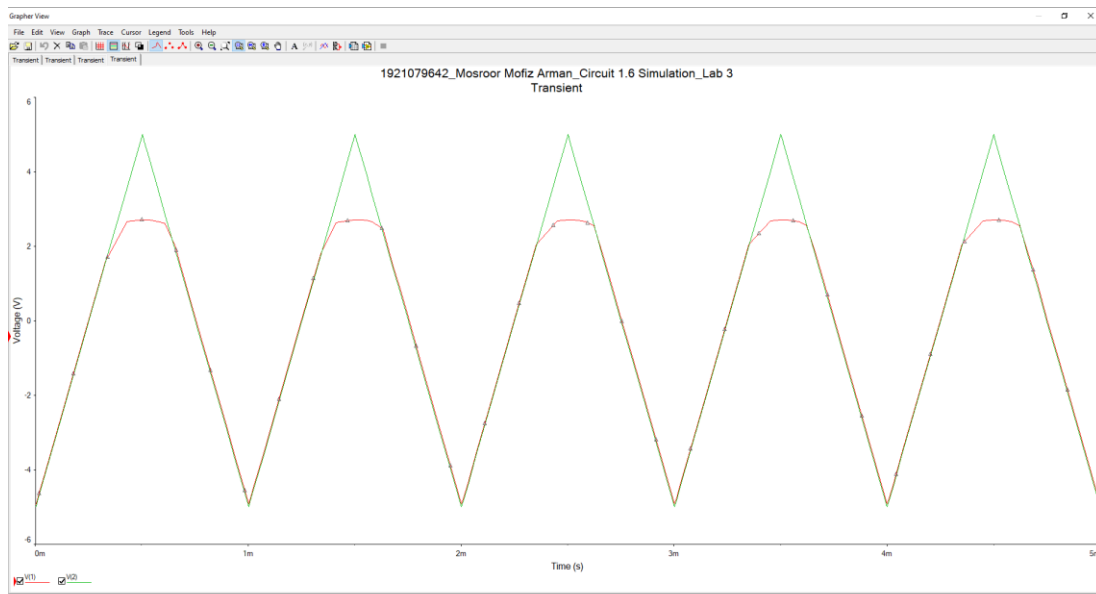 Grapher View
File Edit View Graph Trace Cursor Legend Tools Help
A
Transient Transient Transient Transient
1921079642_Mosroor Mofiz Arman_Circuit 1.6 Simulation_Lab 3
Transient
6
4
2
0
-2
-4
-6
Voltage (V)
0m 1m 2m 3m 4m 5m
Time (s)
V(1) V(2)